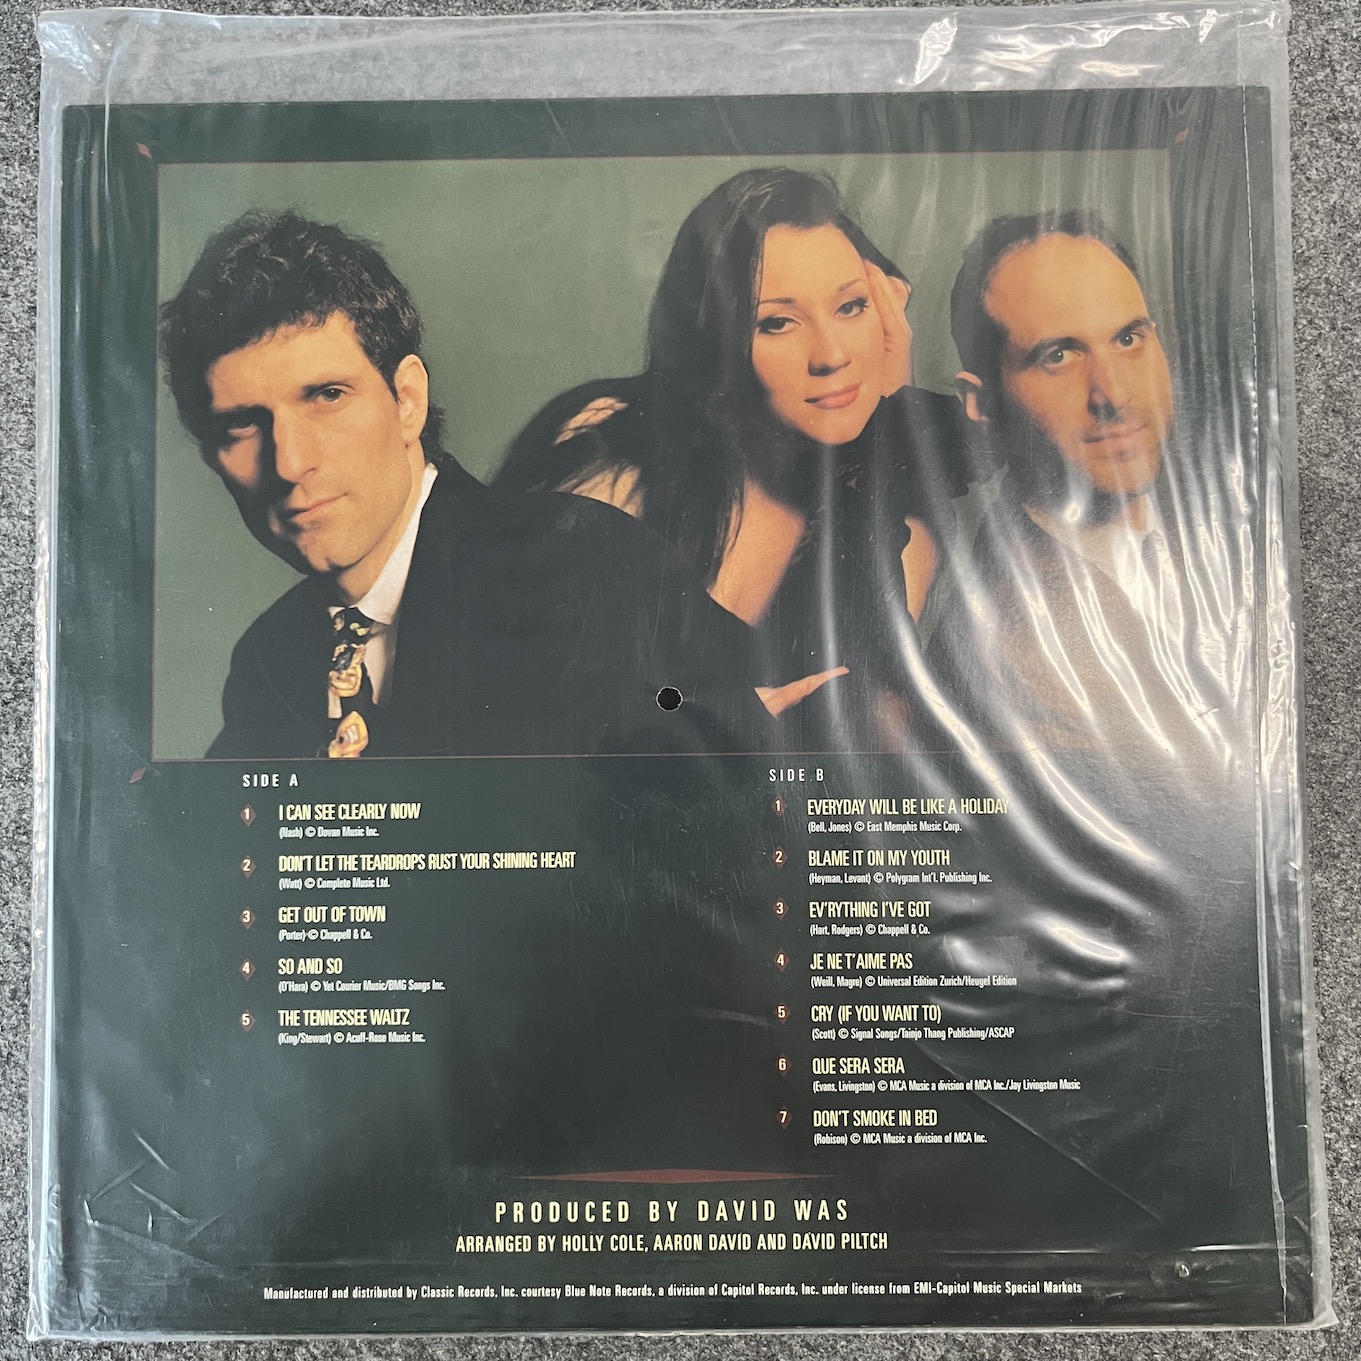 SIDE A
1 I CAN SEE CLEARLY NOW
(Nash) © Dovan Music Inc.
2 DON'T LET THE TEARDROPS RUST YOUR SHINING HEART
(Watt) © Complete Music Ltd.
3 GET OUT OF TOWN
(Porter) © Chappell & Co.
4 SO AND SO
(O'Hara) © Yet Courier Music/BMG Songs Inc.
5 THE TENNESSEE WALTZ
(King/Stewart) © Acuff-Rose Music Inc.
SIDE B
1 EVERYDAY WILL BE LIKE A HOLIDAY
(Bell, Jones) © East Memphis Music Corp.
2 BLAME IT ON MY YOUTH
(Heyman, Levant) © Polygram Int'l. Publishing Inc.
3 EV'RYTHING I'VE GOT
(Hart, Rodgers) © Chappell & Co.
4 JE NE T'AIME PAS
(Weill, Magre) © Universal Edition Zurich/Heugel Edition
5 CRY (IF YOU WANT TO)
(Scott) © Signal Songs/Tainjo Thang Publishing/ASCAP
6 QUE SERA SERA
(Evans, Livingston) © MCA Music a division of MCA Inc./Jay Livingston Music
7 DON'T SMOKE IN BED
(Robison) © MCA Music a division of MCA Inc.
PRODUCED BY DAVID WAS
ARRANGED BY HOLLY COLE, AARON DAVID AND DAVID PILTCH
Manufactured and distributed by Classic Records, Inc. courtesy Blue Note Records, a division of Capitol Records, Inc. under license from EMI-Capitol Music Special Markets